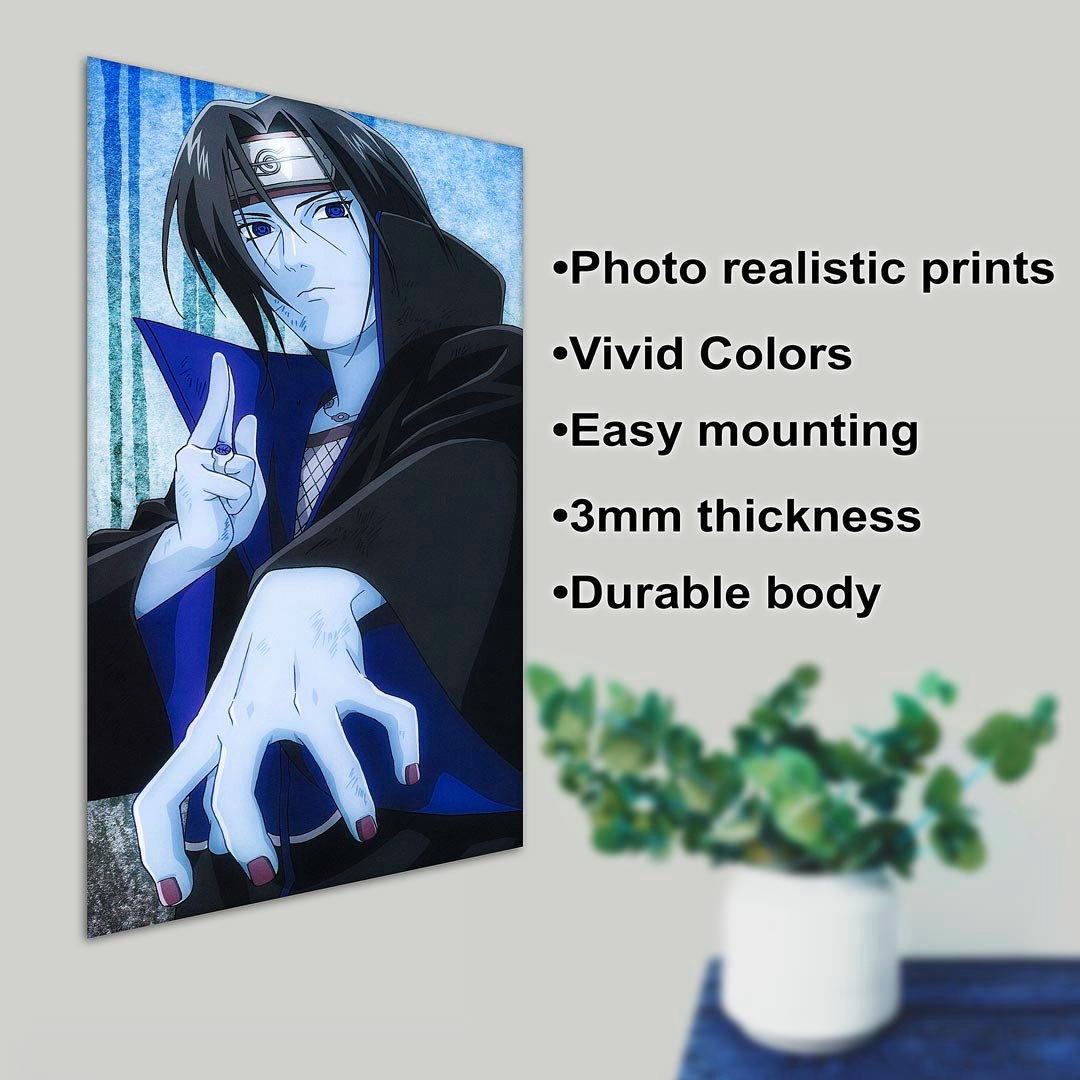 •Photo realistic prints
•Vivid Colors
•Easy mounting
•3mm thickness
•Durable body